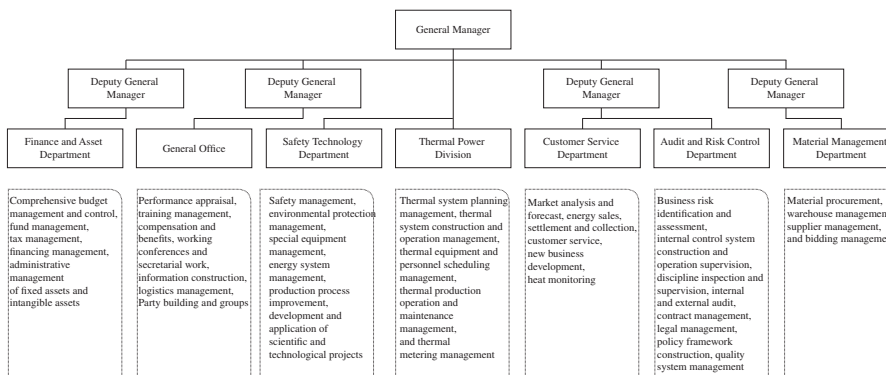 General Manager
Deputy General
Manager
Deputy General
Manager
Deputy General
Manager
Deputy General
Manager
Finance and Asset
Department
General Office
Safety Technology
Department
Thermal Power
Division
Customer Service
Department
Audit and Risk Control
Department
Material Management
Department
Comprehensive budget
management and control,
fund management,
tax management,
financing management,
administrative
management
of fixed assets and
intangible assets
Performance appraisal,
training management,
compensation and
benefits, working
conferences and
secretarial work,
information construction,
logistics management,
Party building and groups
Safety management,
environmental protection
management,
special equipment
management,
energy system
management,
production process
improvement,
development and
application of
scientific and
technological projects
Thermal system planning
management, thermal
system construction and
operation management,
thermal equipment and
personnel scheduling
management,
thermal production
operation and
maintenance
management,
and thermal
metering management
Market analysis and
forecast, energy sales,
settlement and collection,
customer service,
new business
development,
heat monitoring
Business risk
identification and
assessment,
internal control system
construction and
operation supervision,
discipline inspection and
supervision, internal
and external audit,
contract management,
legal management,
policy framework
construction, quality
system management
Material procurement,
warehouse management,
supplier management,
and bidding management